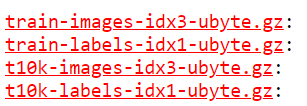 train-images-idx3-ubyte.gz:
train-labels-idx1-ubyte.gz:
t10k-images-idx3-ubyte.gz:
t10k-labels-idx1-ubyte.gz: